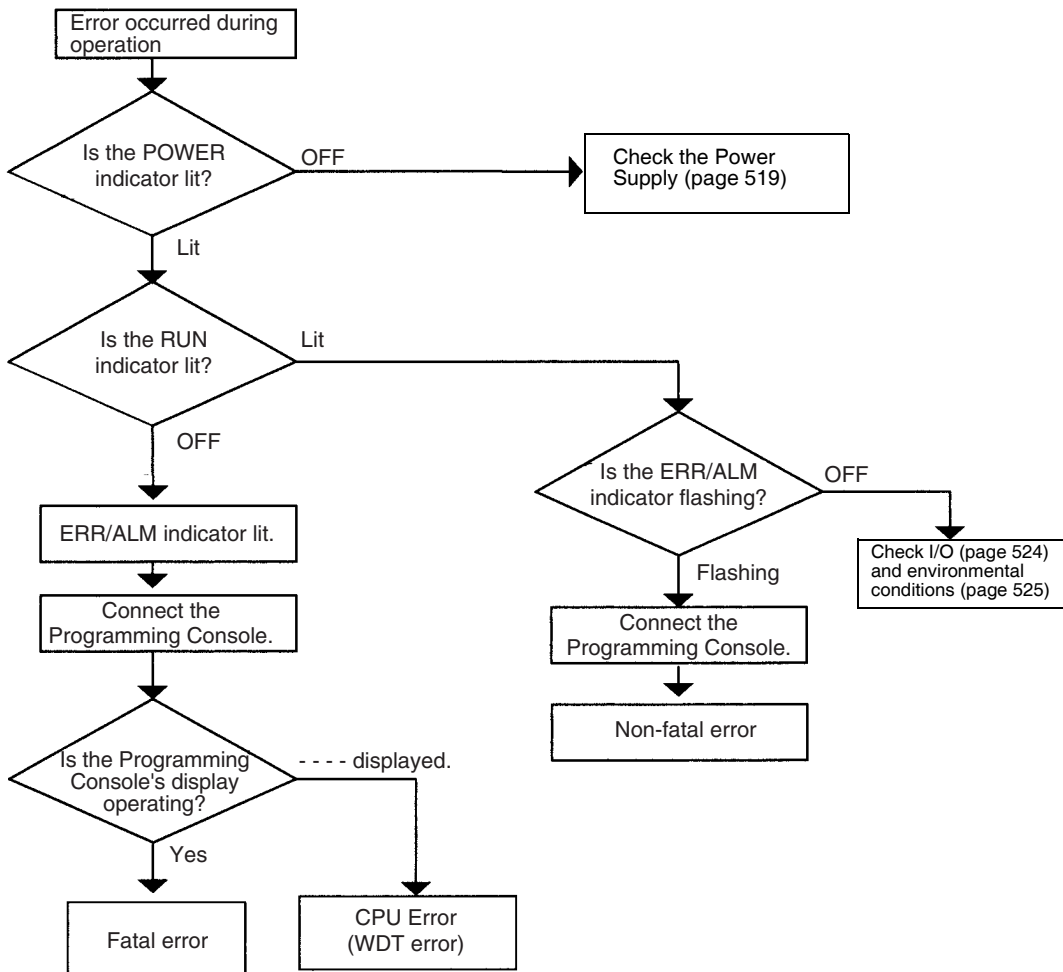 Error occurred during
operation
Is the POWER
indicator lit?
OFF
Check the Power
Supply (page 519)
Lit
Is the RUN
indicator lit?
Lit
OFF
Is the ERR/ALM
indicator flashing?
OFF
ERR/ALM indicator lit.
Check I/O (page 524)
and environmental
conditions (page 525)
Flashing
Connect the
Programming Console.
Connect the
Programming Console.
Non-fatal error
Is the Programming
Console's display
operating?
- - - - displayed.
Yes
Fatal error
CPU Error
(WDT error)